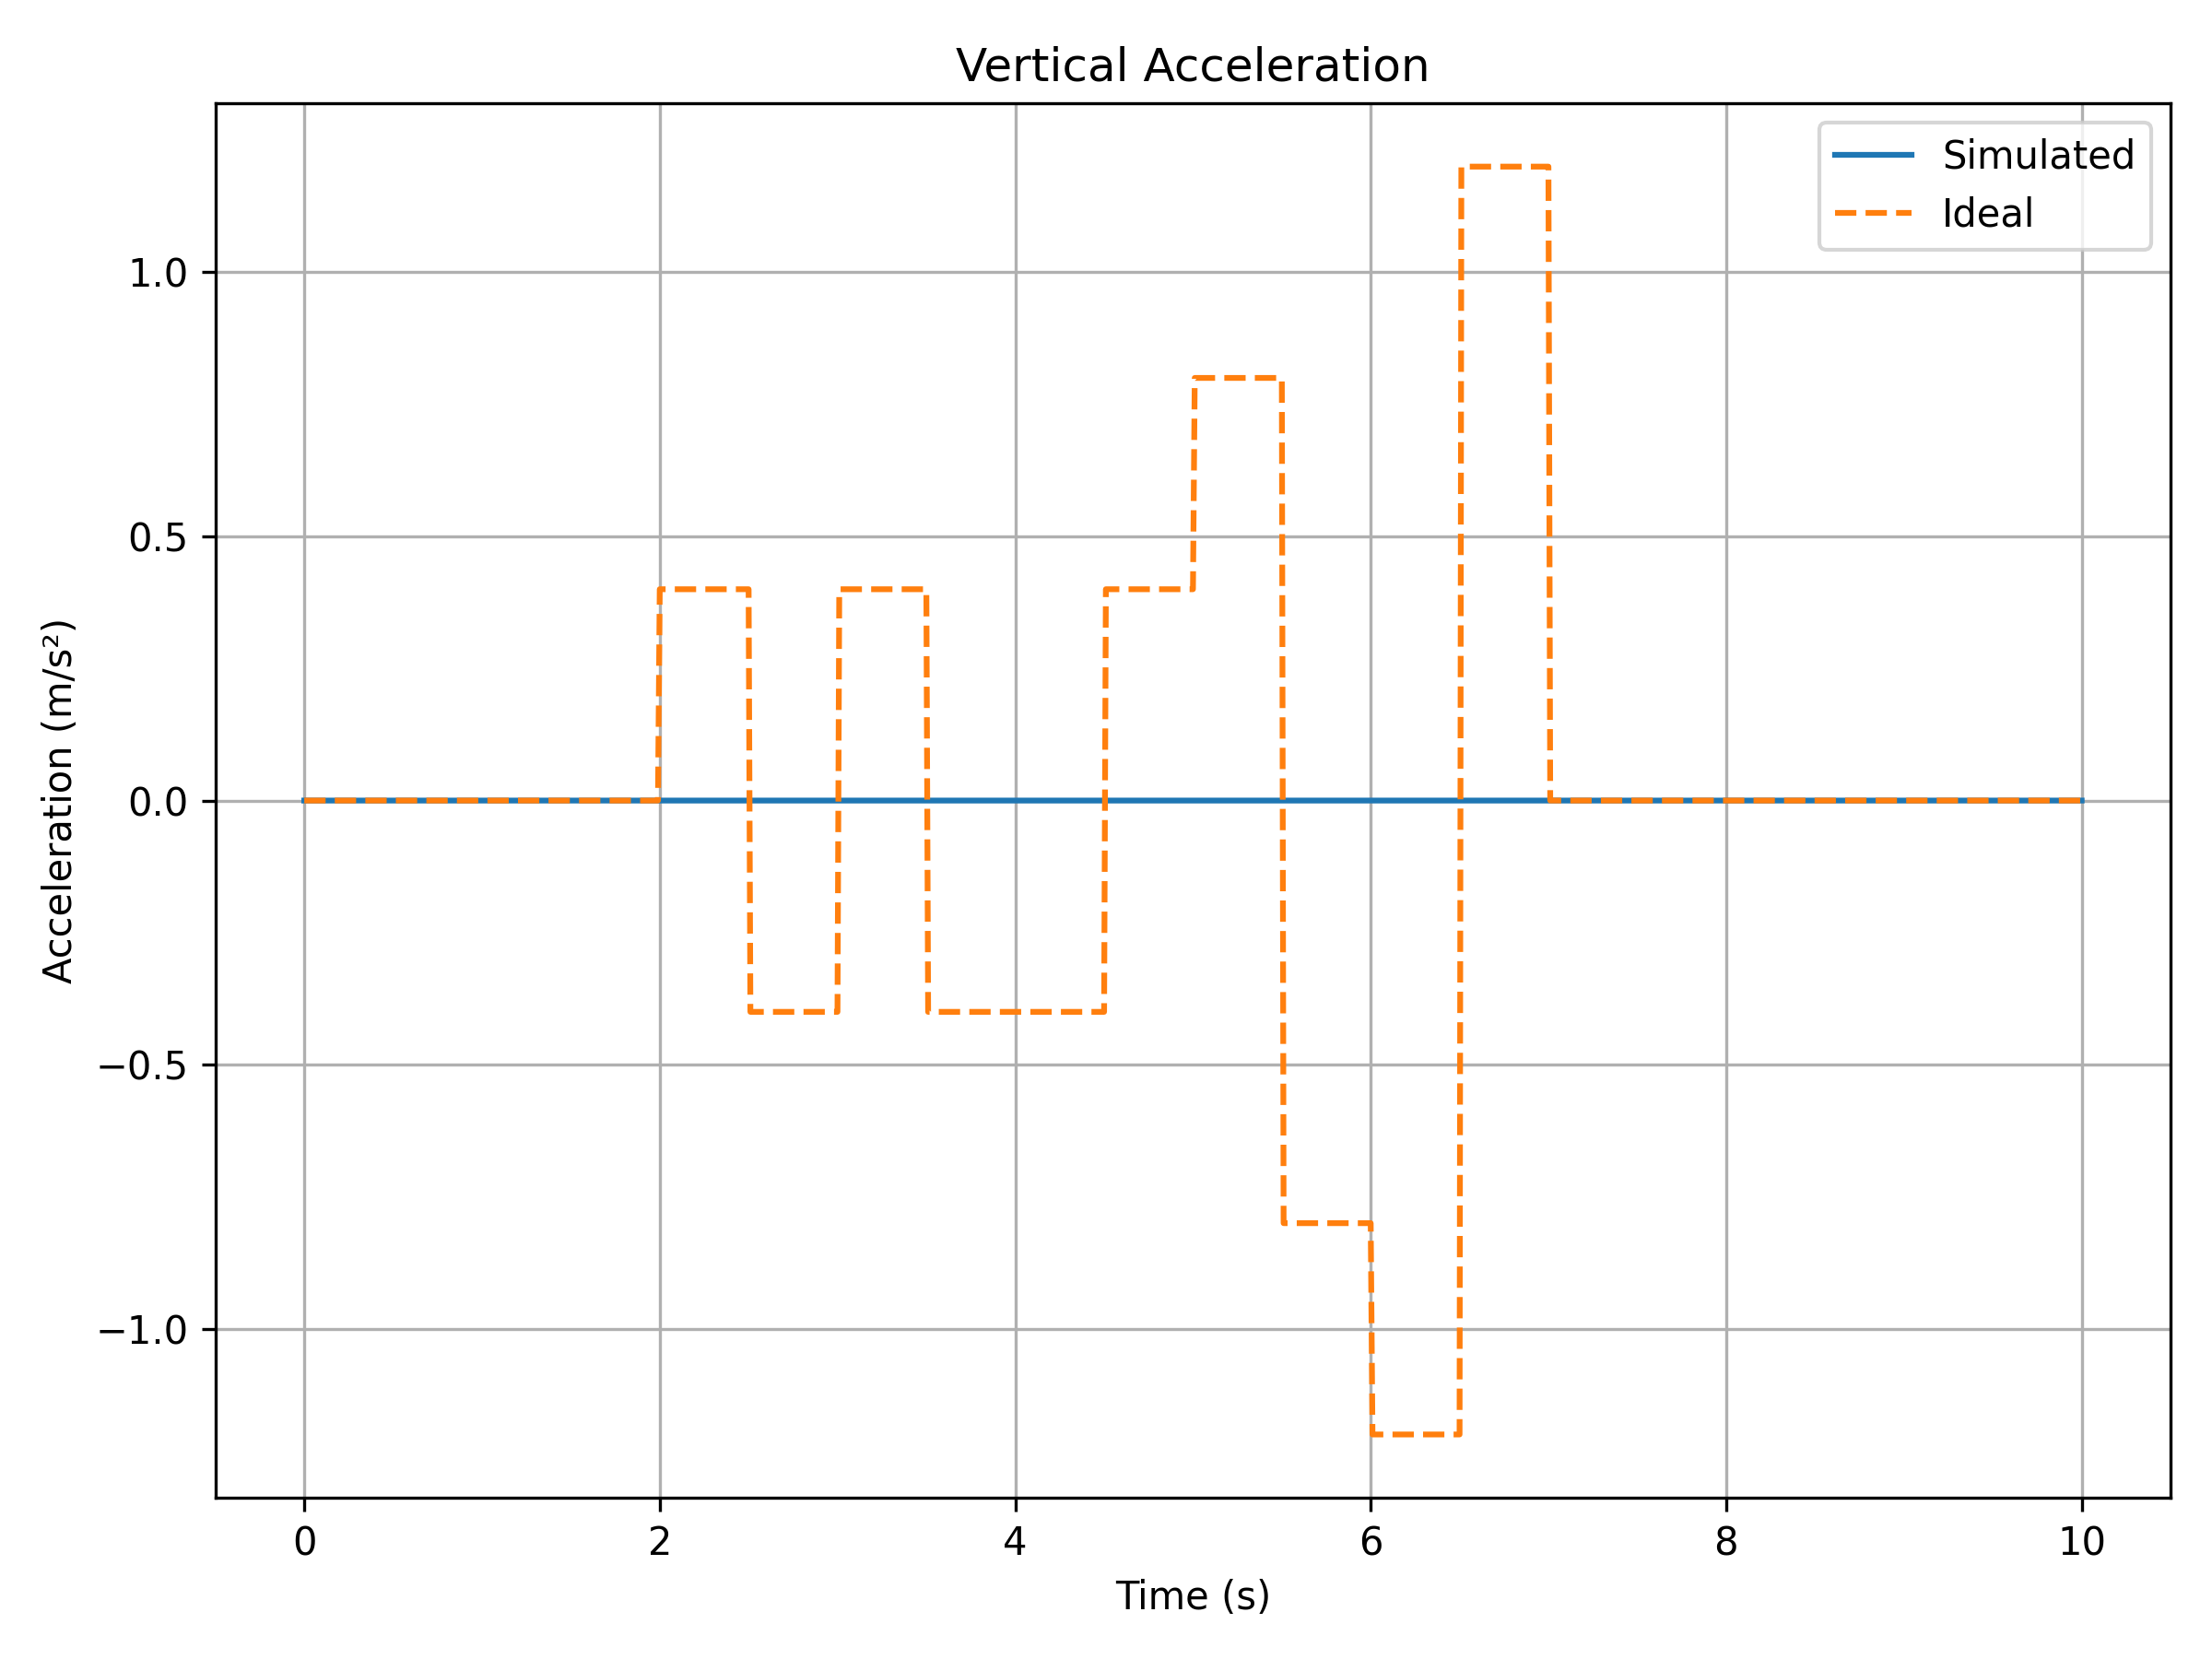 Vertical Acceleration
Simulated
Ideal
1.0
0.5
0.0
−0.5
−1.0
Acceleration (m/s²)
0 2 4 6 8 10
Time (s)